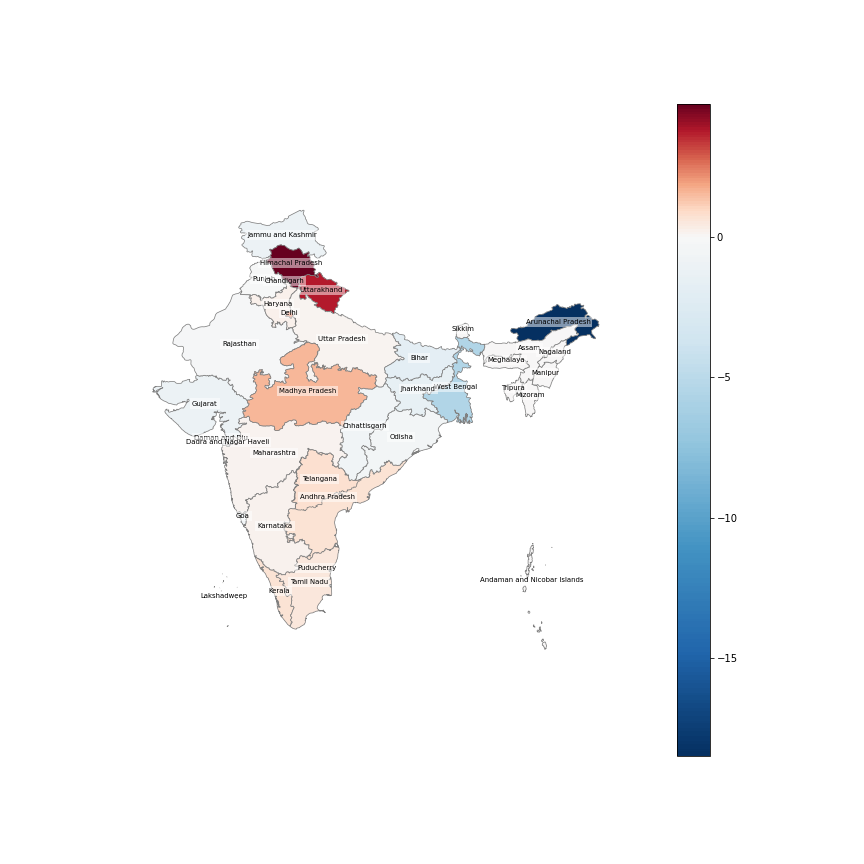 Jammu and Kashmir
Himachal Pradesh
Chandigarh
Uttarakhand
Haryana
Delhi
Rajasthan
Uttar Pradesh
Sikkim
Arunachal Pradesh
Assam
Nagaland
Meghalaya
Manipur
Tripura
Mizoram
Bihar
Jharkhand
West Bengal
Madhya Pradesh
Gujarat
Chhattisgarh
Odisha
Daman and Diu
Dadra and Nagar Haveli
Maharashtra
Telangana
Andhra Pradesh
Goa
Karnataka
Puducherry
Tamil Nadu
Kerala
Lakshadweep
Andaman and Nicobar Islands
0
−5
−10
−15